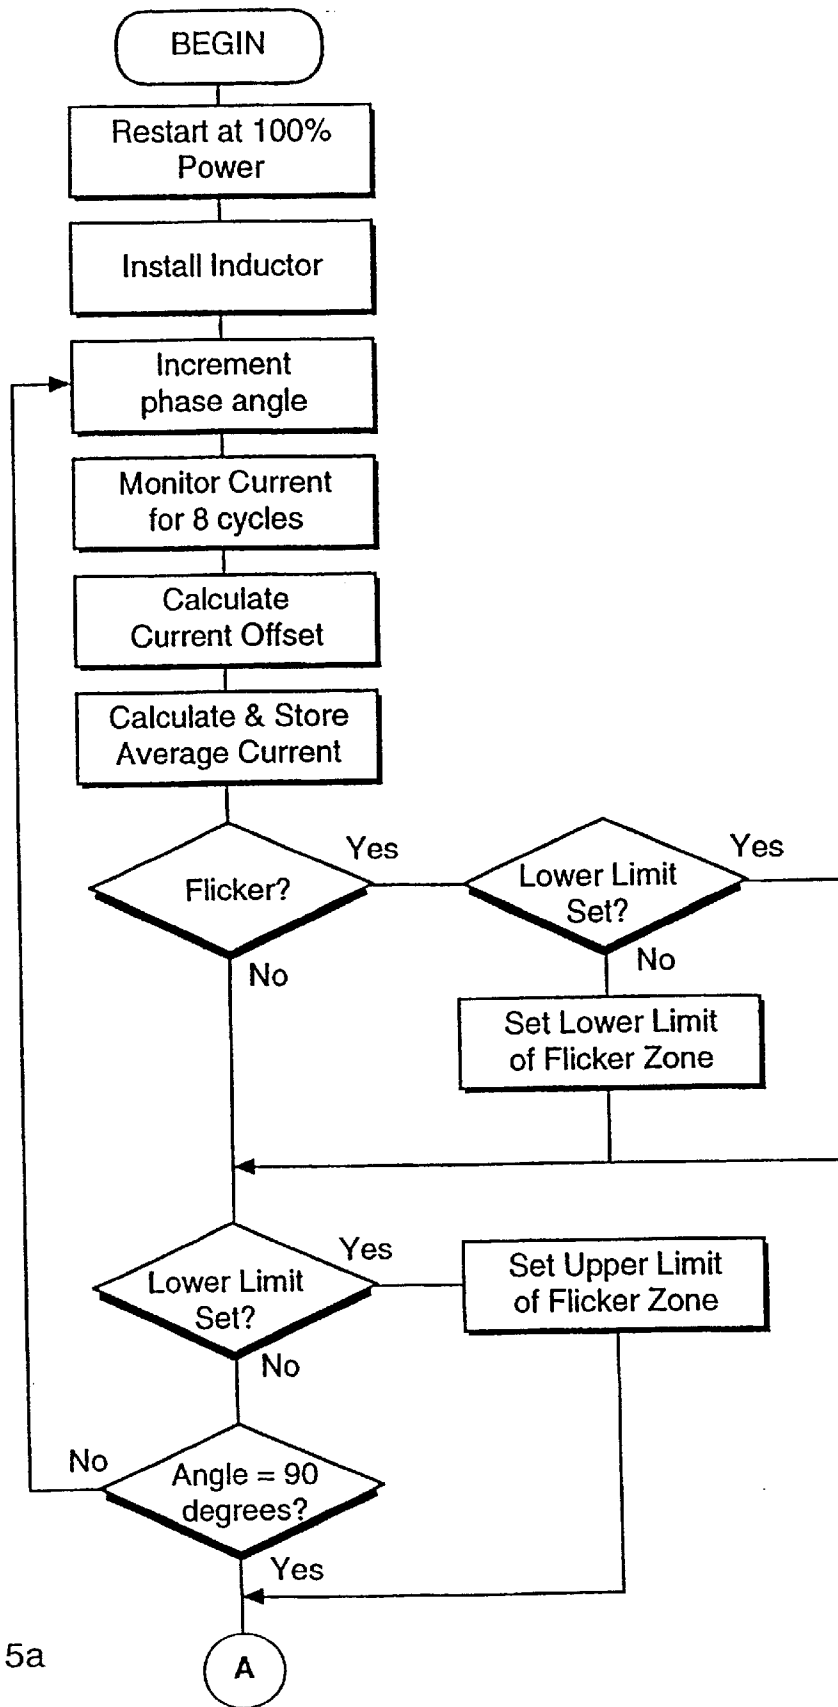 BEGIN
Restart at 100%
Power
Install Inductor
Increment
phase angle
Monitor Current
for 8 cycles
Calculate
Current Offset
Calculate & Store
Average Current
Flicker?
Yes
Lower Limit
Set?
Yes
No
No
Set Lower Limit
of Flicker Zone
Lower Limit
Set?
Yes
Set Upper Limit
of Flicker Zone
No
No
Angle = 90
degrees?
Yes
A
5a